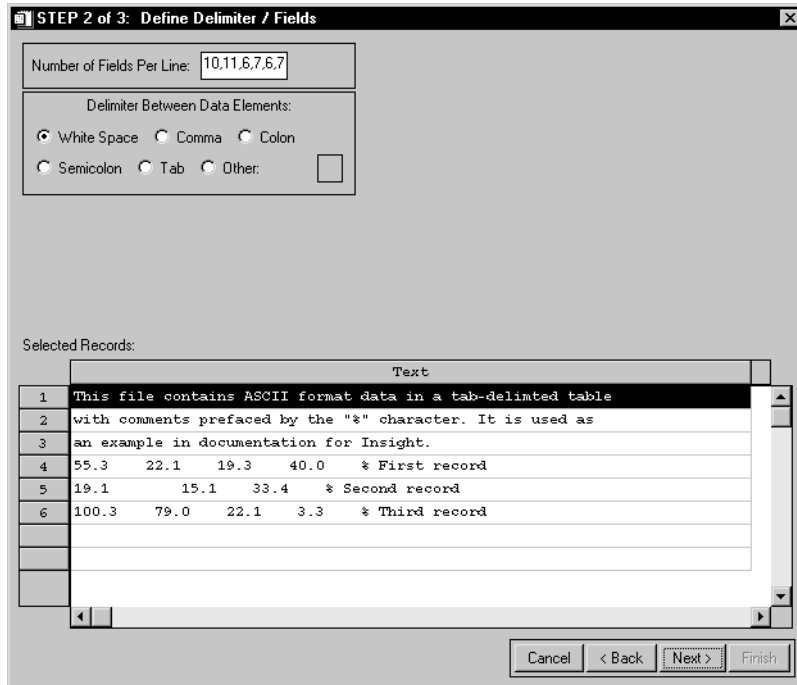 STEP 2 of 3: Define Delimiter / Fields
Number of Fields Per Line: 10,11,6,7,6,7
Delimiter Between Data Elements:
White Space Comma Colon
Semicolon Tab Other:
Selected Records:
Text
1 This file contains ASCII format data in a tab-delimted table
2 with comments prefaced by the "%" character. It is used as
3 an example in documentation for Insight.
4 55.3 22.1 19.3 40.0 % First record
5 19.1 15.1 33.4 % Second record
6 100.3 79.0 22.1 3.3 % Third record
Cancel < Back Next > Finish